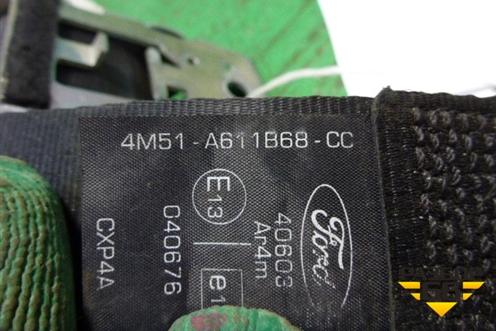 4M51-A611B68-CC
E13
040676
e1
40603
Ar4m
Ford
CXP4A